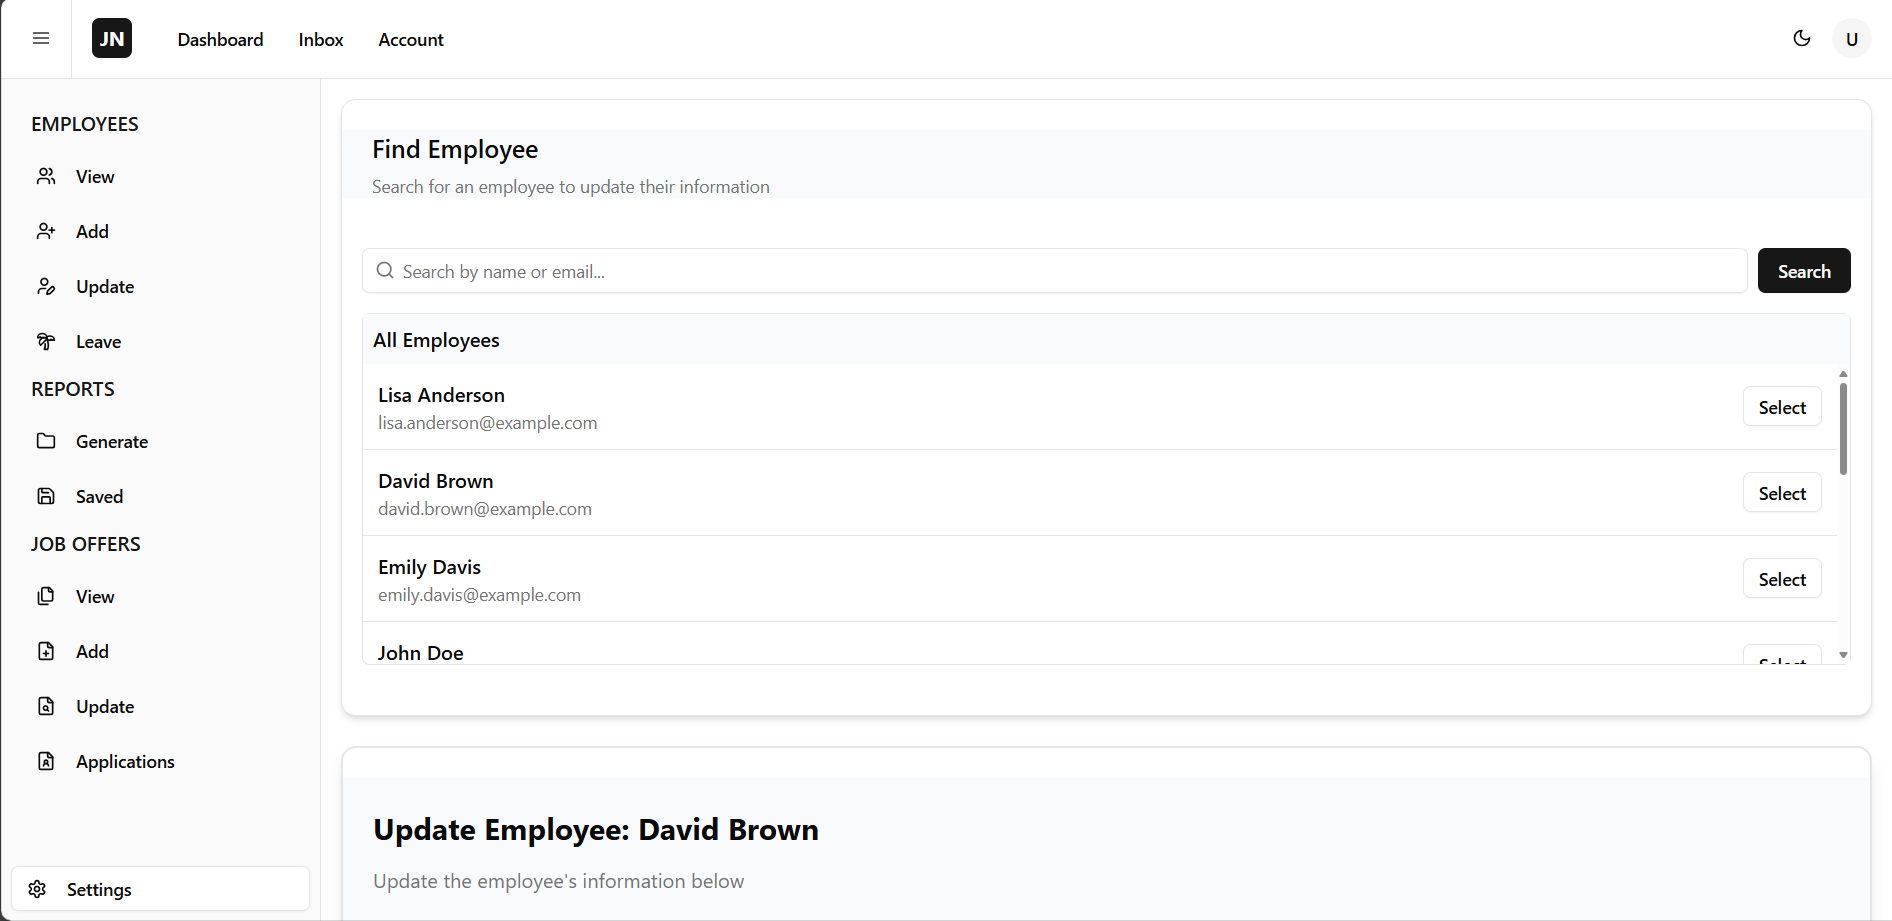 JN
Dashboard
Inbox
Account
U
EMPLOYEES
View
Add
Update
Leave
REPORTS
Generate
Saved
JOB OFFERS
View
Add
Update
Applications
Settings
Find Employee
Search for an employee to update their information
Search by name or email...
Search
All Employees
Lisa Anderson
lisa.anderson@example.com
Select
David Brown
david.brown@example.com
Select
Emily Davis
emily.davis@example.com
Select
John Doe
Select
Update Employee: David Brown
Update the employee's information below